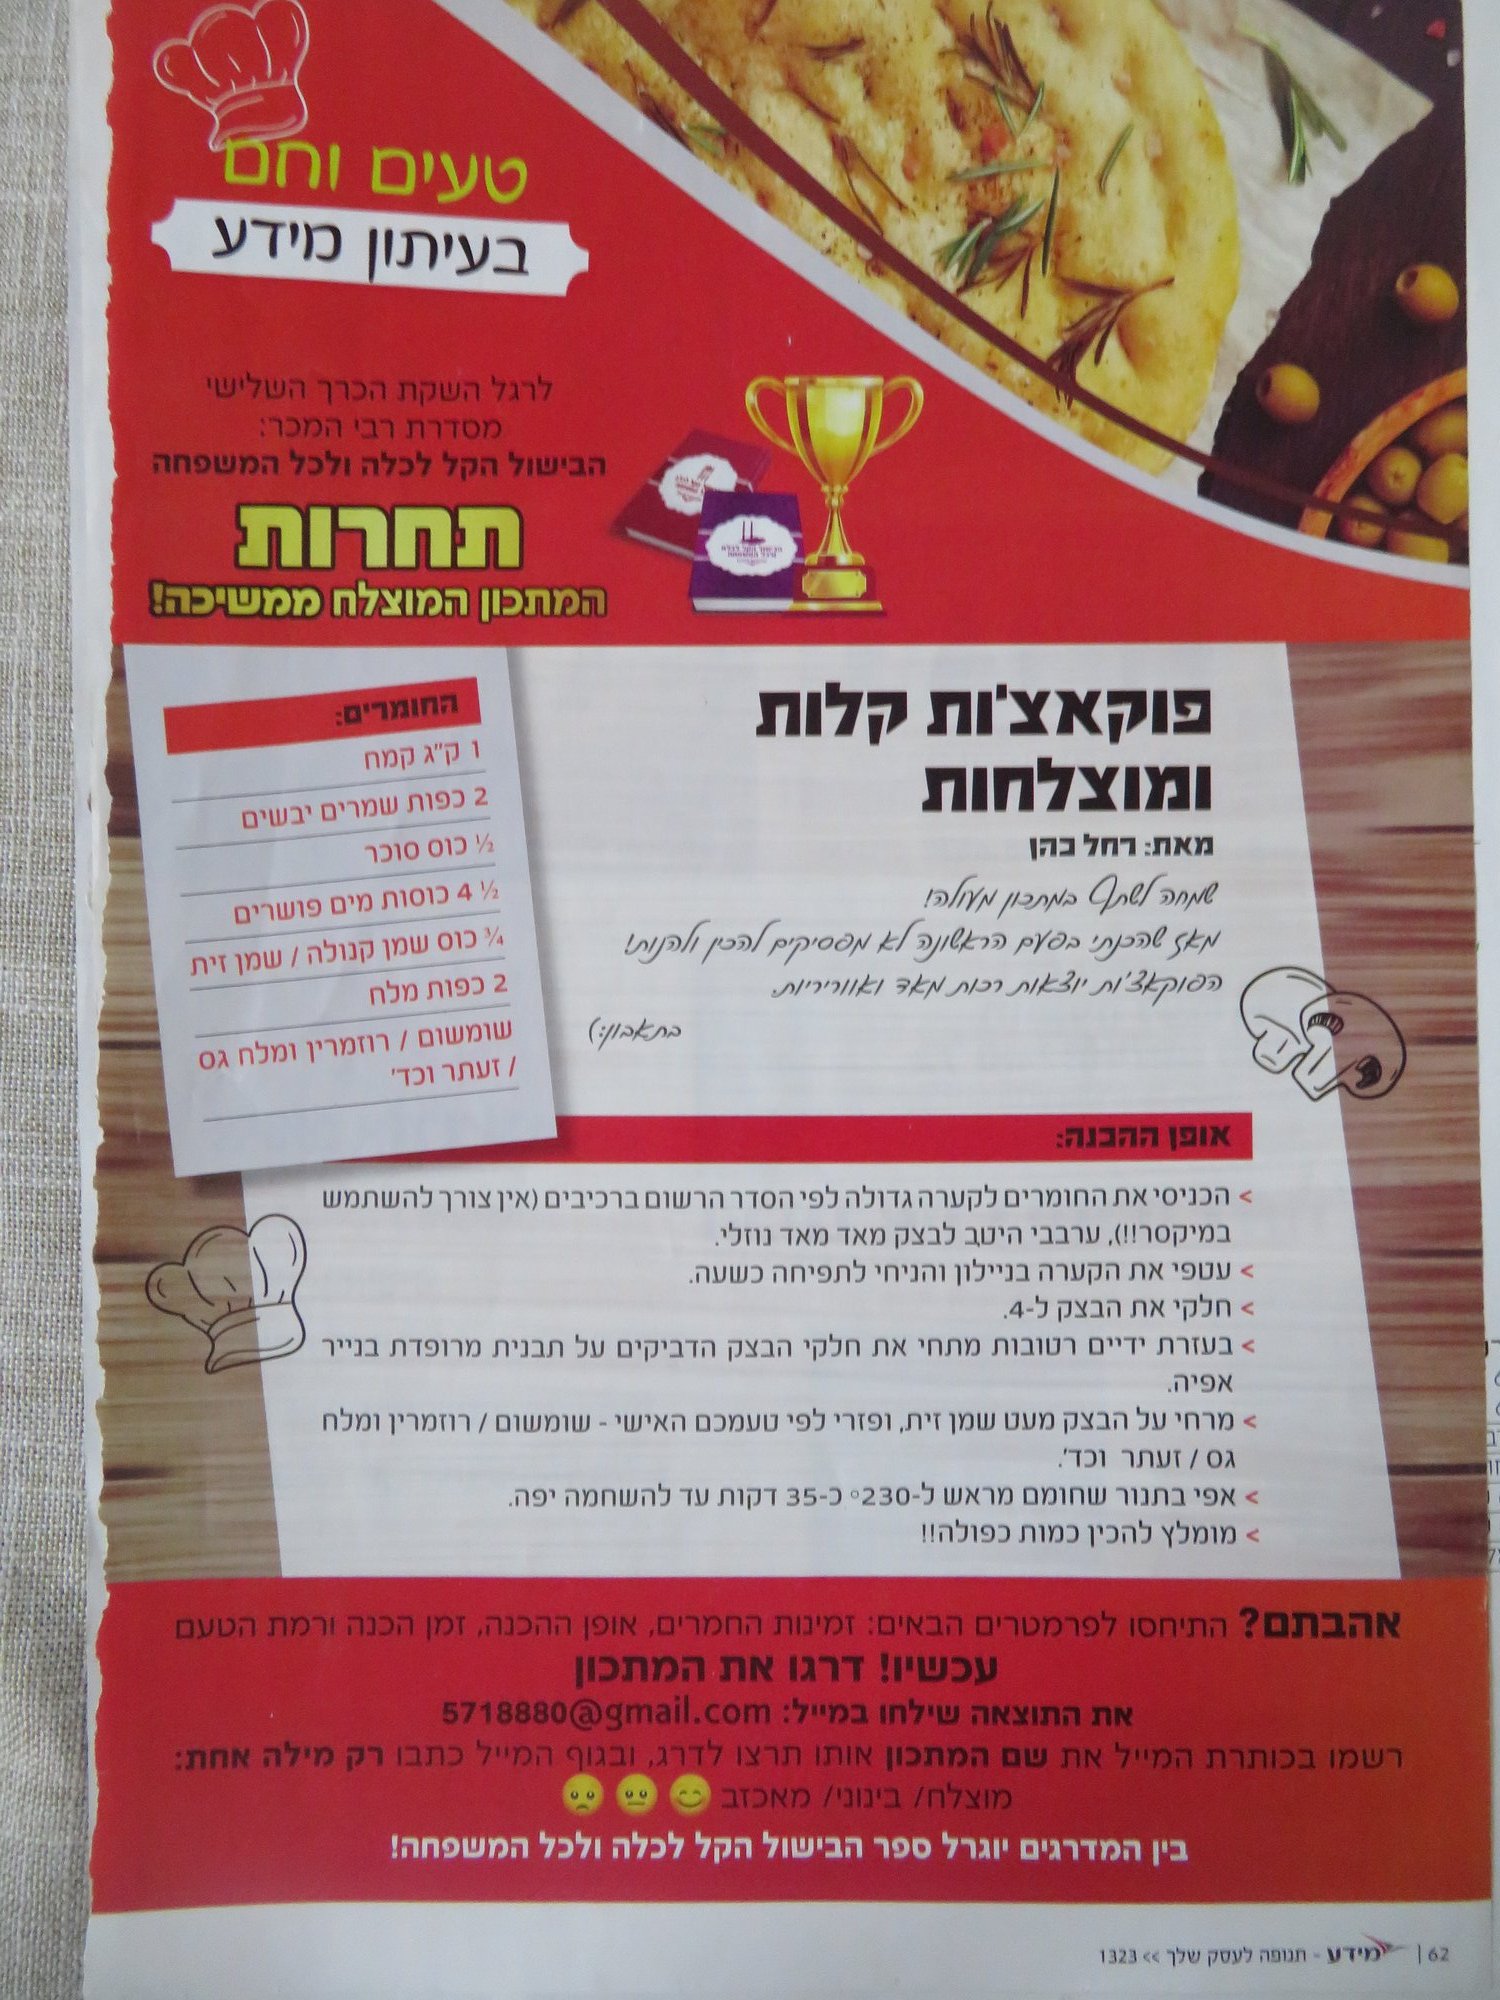 טעים וחם
בעיתון מידע
לרגל השקת הכרך השלישי
מסדרת רבי המכר:
הבישול הקל לכלה ולכל המשפחה
תחרות
המתכון המוצלח ממשיכה!
פוקאצ'ות קלות
ומוצלחות
מאת: רחל כהן
שמחה לשתף במתכון מעולה!
מאז שהכנתי בפעם הראשונה לא מפסיקים להכין ולהנות!
הפוקאצ'ות יוצאות רכות מאד ואווריריות.
בתאבון:)
החומרים:
1 ק"ג קמח
2 כפות שמרים יבשים
½ כוס סוכר
½ 4 כוסות מים פושרים
¾ כוס שמן קנולה / שמן זית
2 כפות מלח
שומשום / רוזמרין ומלח גס
/ זעתר וכד'
אופן ההכנה:
> הכניסי את החומרים לקערה גדולה לפי הסדר הרשום ברכיבים (אין צורך להשתמש
במיקסר!!), ערבבי היטב לבצק מאד מאד נוזלי.
> עטפי את הקערה בניילון והניחי לתפיחה כשעה.
> חלקי את הבצק ל-4.
> בעזרת ידיים רטובות מתחי את חלקי הבצק הדביקים על תבנית מרופדת בנייר
אפיה.
> מרחי על הבצק מעט שמן זית, ופזרי לפי טעמכם האישי - שומשום / רוזמרין ומלח
גס / זעתר וכד'.
> אפי בתנור שחומם מראש ל-230° כ-35 דקות עד להשחמה יפה.
> מומלץ להכין כמות כפולה!!
אהבתם? התיחסו לפרמטרים הבאים: זמינות החמרים, אופן ההכנה, זמן הכנה ורמת הטעם
עכשיו! דרגו את המתכון
את התוצאה שילחו במייל: 5718880@gmail.com
רשמו בכותרת המייל את שם המתכון אותו תרצו לדרג, ובגוף המייל כתבו רק מילה אחת:
מוצלח/ בינוני/ מאכזב
בין המדרגים יוגרל ספר הבישול הקל לכלה ולכל המשפחה!
62 | מידע - תנופה לעסק שלך >> 1323